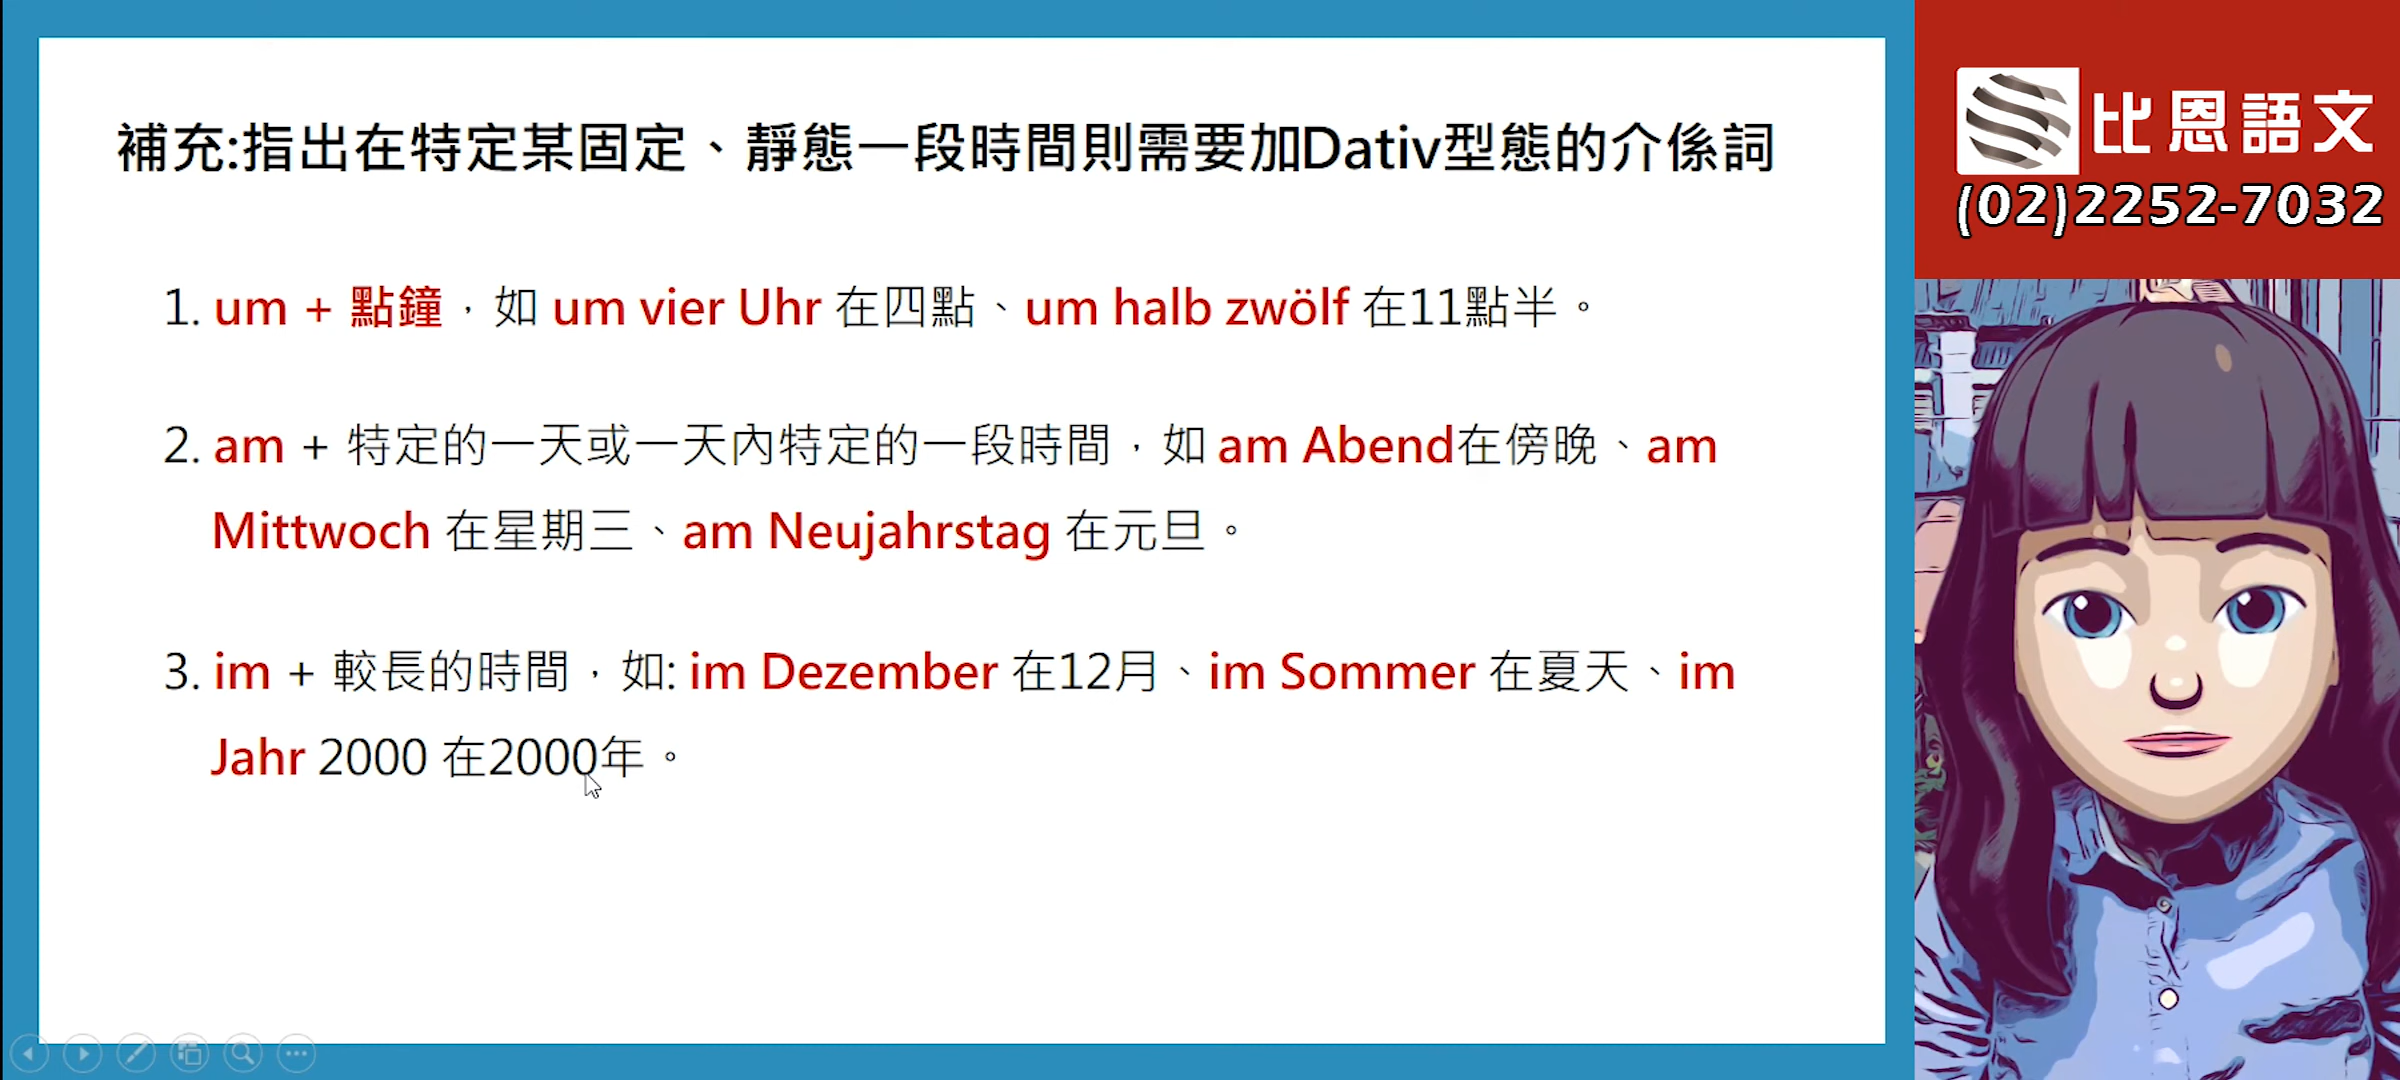 補充:指出在特定某固定、靜態一段時間則需要加Dativ型態的介係詞
1. um + 點鐘，如 um vier Uhr 在四點、um halb zwölf 在11點半。
2. am + 特定的一天或一天內特定的一段時間，如 am Abend在傍晚、am
Mittwoch 在星期三、am Neujahrstag 在元旦。
3. im + 較長的時間，如: im Dezember 在12月、im Sommer 在夏天、im
Jahr 2000 在2000年。
比恩語文
(02)2252-7032